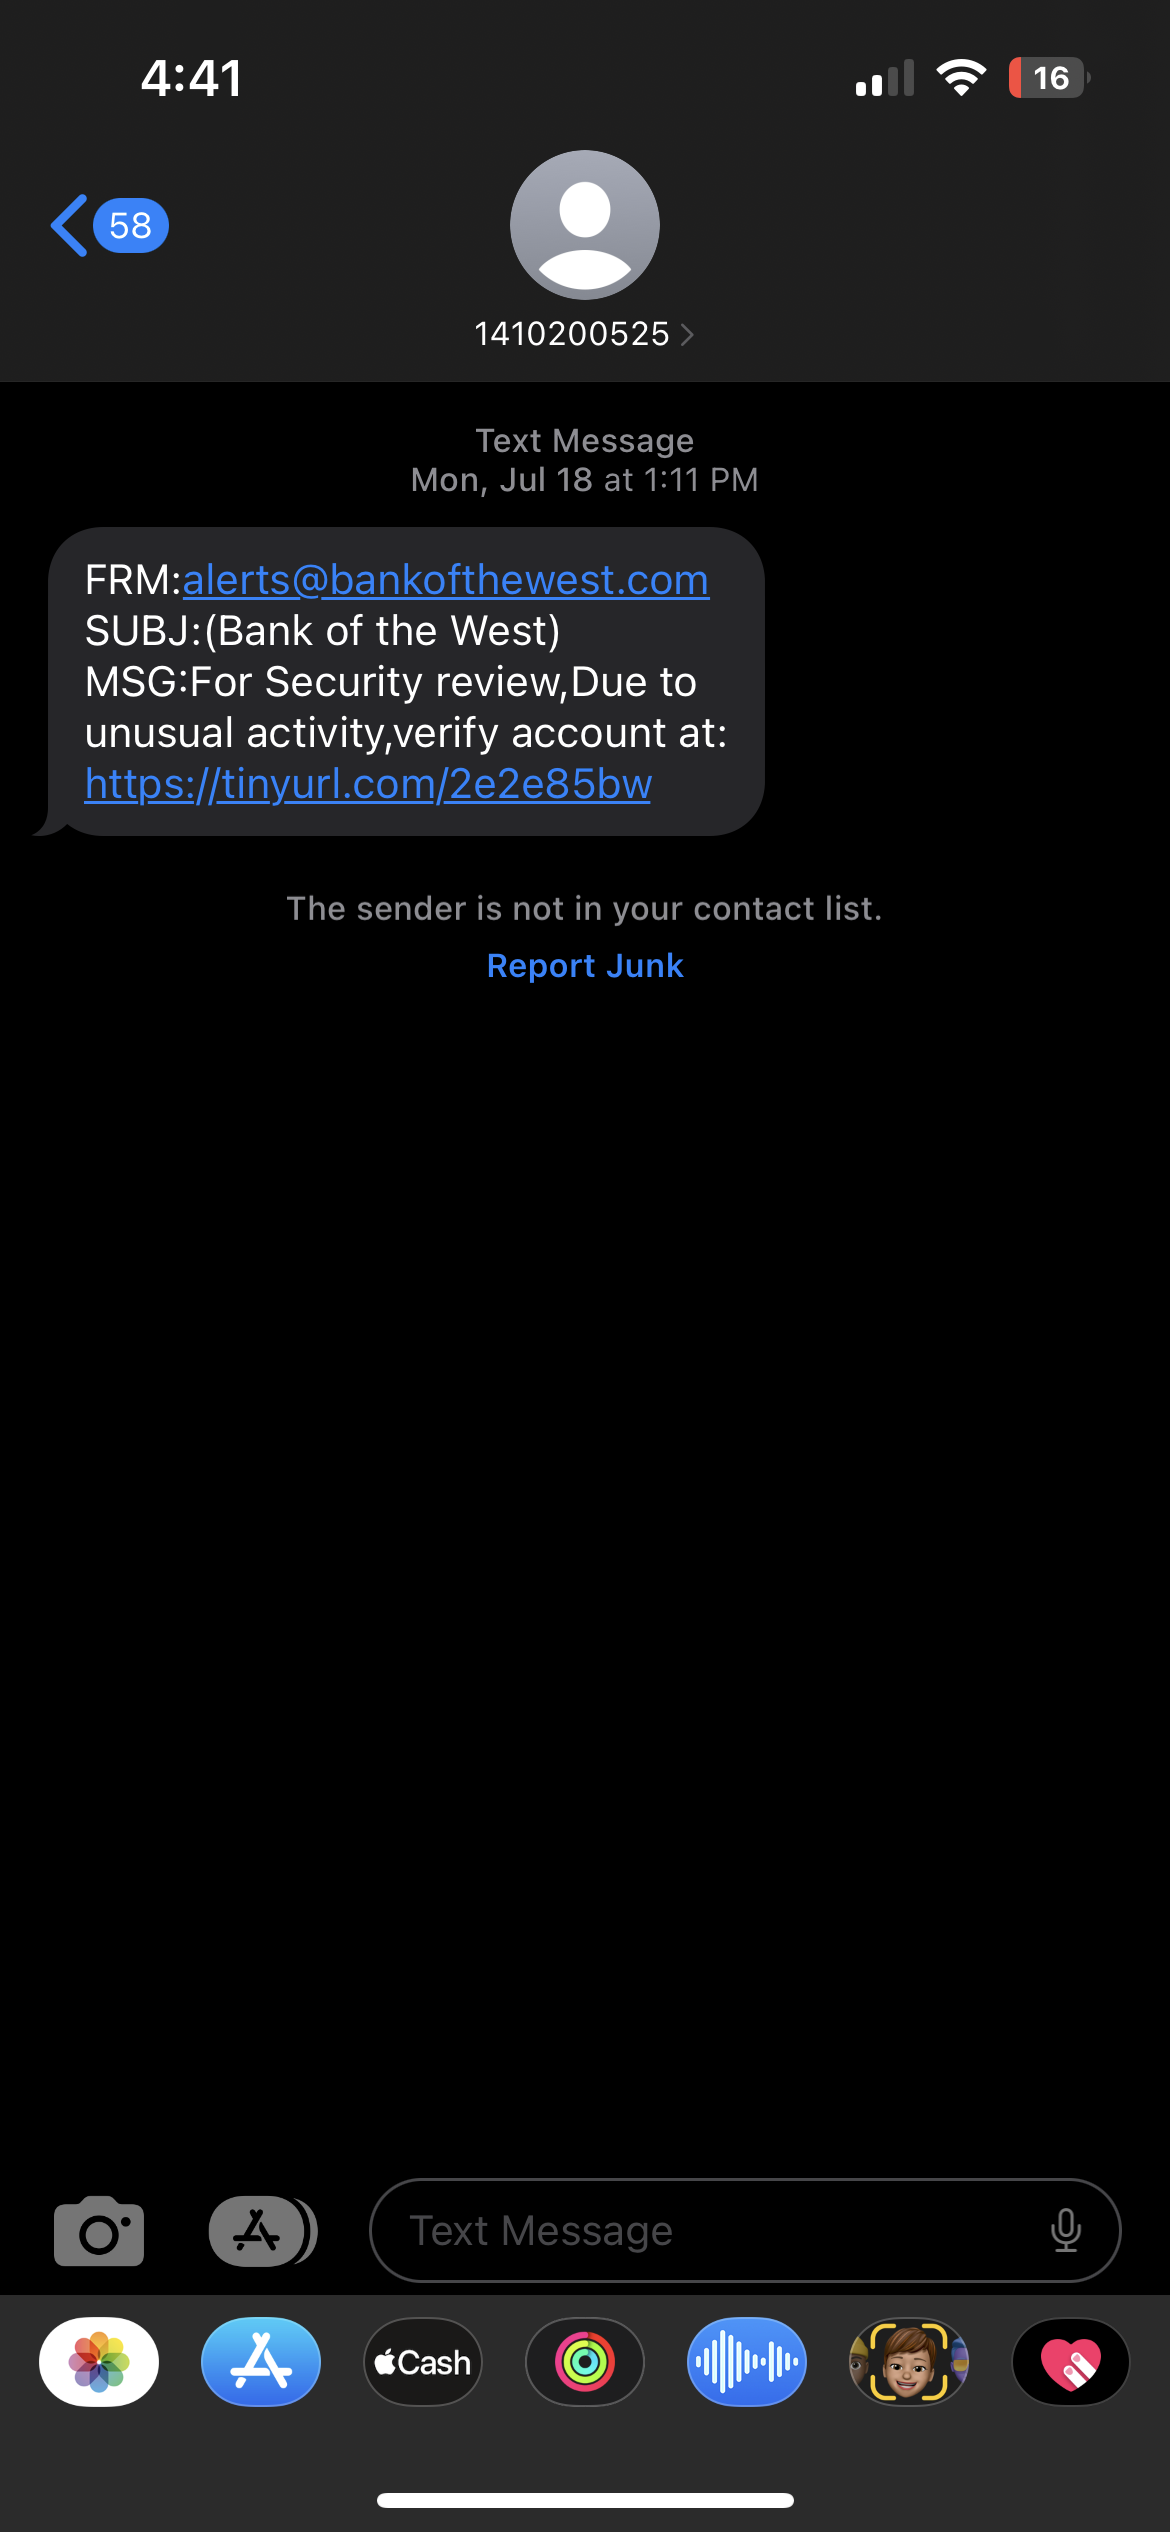 4:41
16
58
1410200525
Text Message
Mon, Jul 18 at 1:11 PM
FRM:alerts@bankofthewest.com
SUBJ:(Bank of the West)
MSG:For Security review,Due to
unusual activity,verify account at:
https://tinyurl.com/2e2e85bw
The sender is not in your contact list.
Report Junk
Text Message
Cash